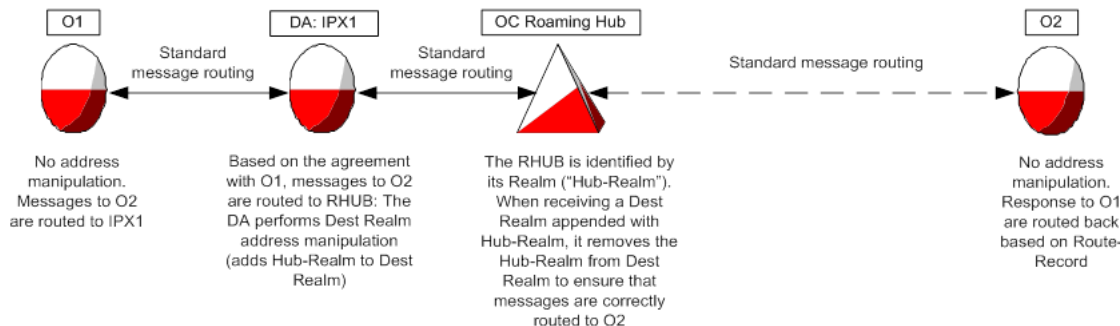 O1
DA: IPX1
OC Roaming Hub
Standard
message routing
Standard
message routing
Standard message routing
No address
manipulation.
Messages to O2
are routed to IPX1
Based on the agreement
with O1, messages to O2
are routed to RHUB: The
DA performs Dest Realm
address manipulation
(adds Hub-Realm to Dest
Realm)
The RHUB is identified by
its Realm (“Hub-Realm”).
When receiving a Dest
Realm appended with
Hub-Realm, it removes the
Hub-Realm from Dest
Realm to ensure that
messages are correctly
routed to O2
O2
No address
manipulation.
Response to O1
are routed back
based on Route-
Record